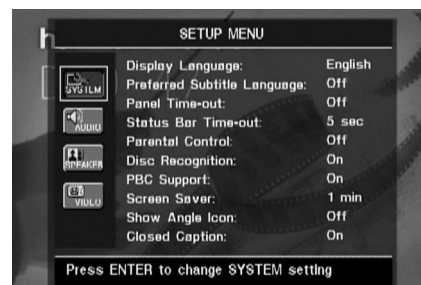 SETUP MENU
Display Language: English
Preferred Subtitle Language: Off
Panel Time-out: Off
Status Bar Time-out: 5 sec
Parental Control: Off
Disc Recognition: On
PBC Support: On
Screen Saver: 1 min
Show Angle Icon: Off
Closed Caption: On
SYSTEM
AUDIO
SPEAKER
VIDEO
Press ENTER to change SYSTEM setting